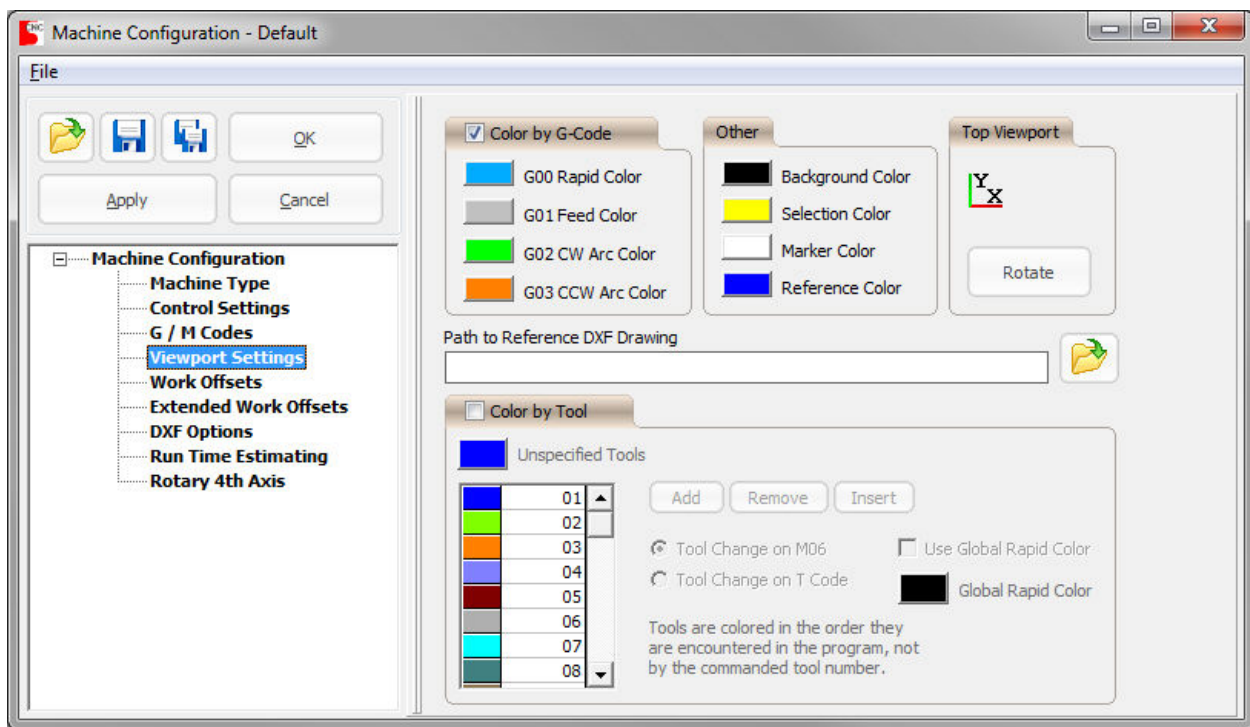 CNC
Machine Configuration - Default
File
OK
Apply
Cancel
Machine Configuration
Machine Type
Control Settings
G / M Codes
Viewport Settings
Work Offsets
Extended Work Offsets
DXF Options
Run Time Estimating
Rotary 4th Axis
Color by G-Code
G00 Rapid Color
G01 Feed Color
G02 CW Arc Color
G03 CCW Arc Color
Other
Background Color
Selection Color
Marker Color
Reference Color
Top Viewport
Y
X
Rotate
Path to Reference DXF Drawing
Color by Tool
Unspecified Tools
01
02
03
04
05
06
07
08
Add
Remove
Insert
Tool Change on M06
Use Global Rapid Color
Tool Change on T Code
Global Rapid Color
Tools are colored in the order they
are encountered in the program, not
by the commanded tool number.